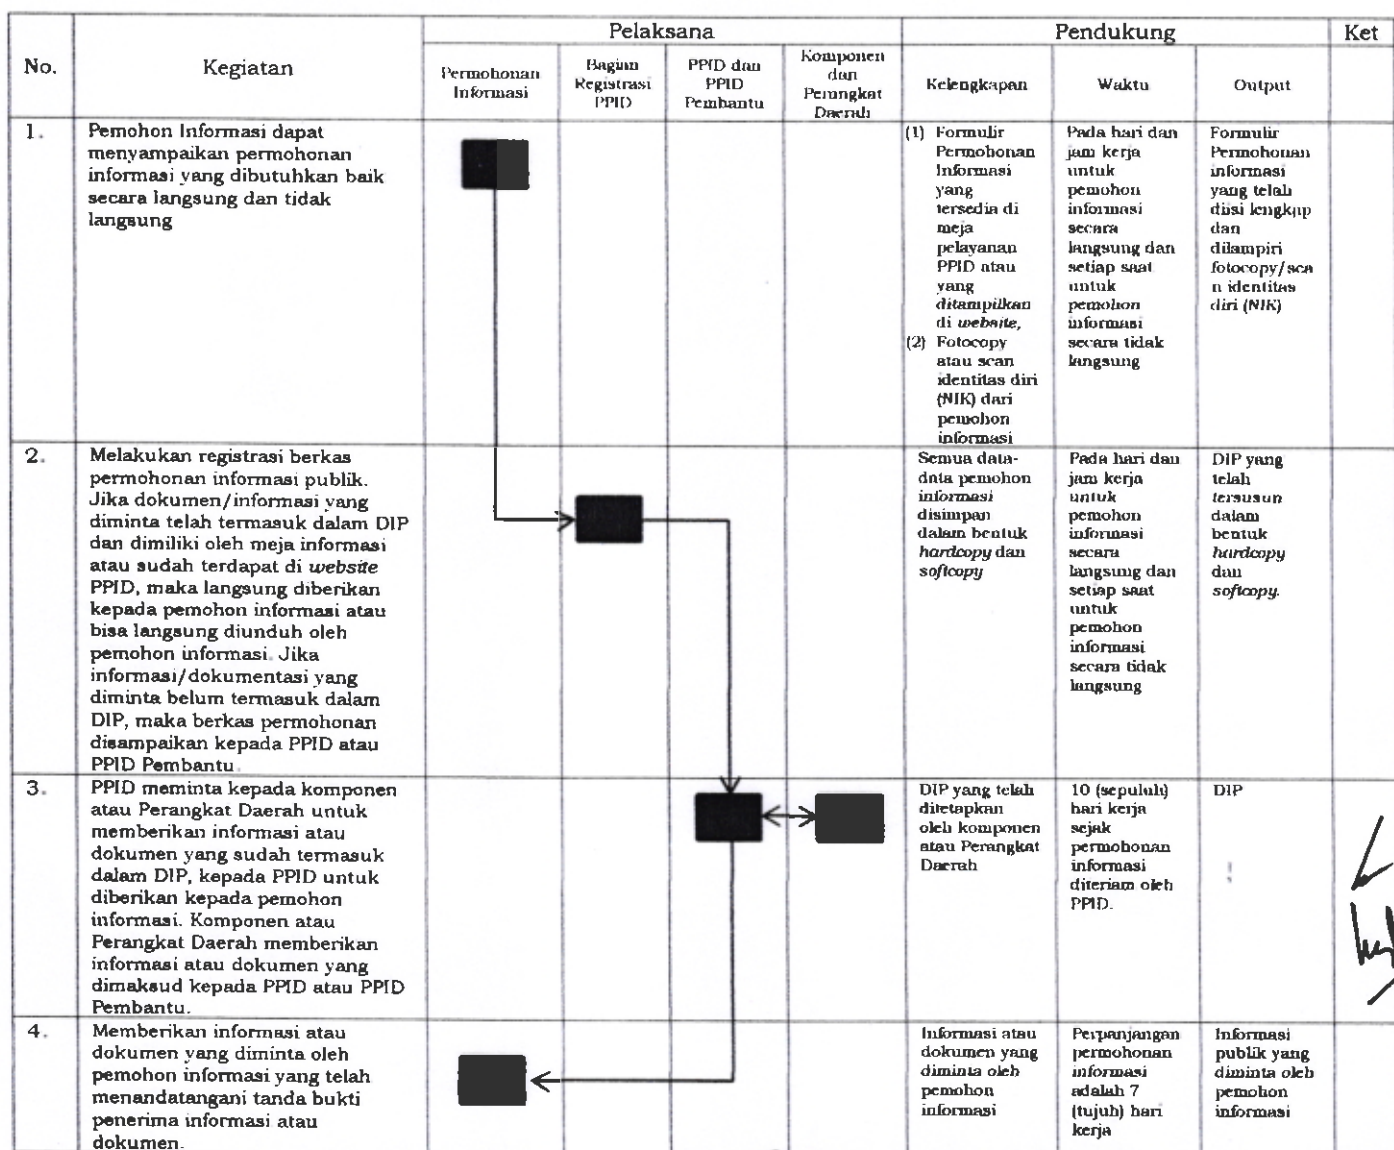 No.
Kegiatan
Pelaksana
Pendukung
Ket
Permohonan
Informasi
Bagian
Registrasi
PPID
PPID dan
PPID
Pembantu
Komponen
dan
Perangkat
Daerah
Kelengkapan
Waktu
Output
1.
Pemohon Informasi dapat
menyampaikan permohonan
informasi yang dibutuhkan baik
secara langsung dan tidak
langsung
(1) Formulir
Permohonan
Informasi
yang
tersedia di
meja
pelayanan
PPID atau
yang
ditampilkan
di website,
(2) Fotocopy
atau scan
identitas diri
(NIK) dari
pemohon
informasi
Pada hari dan
jam kerja
untuk
pemohon
informasi
secara
langsung dan
setiap saat
untuk
pemohon
informasi
secara tidak
langsung
Formulir
Permohonan
informasi
yang telah
diisi lengkap
dan
dilampiri
fotocopy/sca
n identitas
diri (NIK)
2.
Melakukan registrasi berkas
permohonan informasi publik.
Jika dokumen/informasi yang
diminta telah termasuk dalam DIP
dan dimiliki oleh meja informasi
atau sudah terdapat di website
PPID, maka langsung diberikan
kepada pemohon informasi atau
bisa langsung diunduh oleh
pemohon informasi. Jika
informasi/dokumentasi yang
diminta belum termasuk dalam
DIP, maka berkas permohonan
disampaikan kepada PPID atau
PPID Pembantu.
Semua data-
data pemohon
informasi
disimpan
dalam bentuk
hardcopy dan
softcopy
Pada hari dan
jam kerja
untuk
pemohon
informasi
secara
langsung dan
setiap saat
untuk
pemohon
informasi
secara tidak
langsung
DIP yang
telah
tersusun
dalam
bentuk
hardcopy
dan
softcopy.
3.
PPID meminta kepada komponen
atau Perangkat Daerah untuk
memberikan informasi atau
dokumen yang sudah termasuk
dalam DIP, kepada PPID untuk
diberikan kepada pemohon
informasi. Komponen atau
Perangkat Daerah memberikan
informasi atau dokumen yang
dimaksud kepada PPID atau PPID
Pembantu.
DIP yang telah
ditetapkan
oleh komponen
atau Perangkat
Daerah
10 (sepuluh)
hari kerja
sejak
permohonan
informasi
diteriam oleh
PPID.
DIP
4.
Memberikan informasi atau
dokumen yang diminta oleh
pemohon informasi yang telah
menandatangani tanda bukti
penerima informasi atau
dokumen.
Informasi atau
dokumen yang
diminta oleh
pemohon
informasi
Perpanjangan
permohonan
informasi
adalah 7
(tujuh) hari
kerja
Informasi
publik yang
diminta oleh
pemohon
informasi